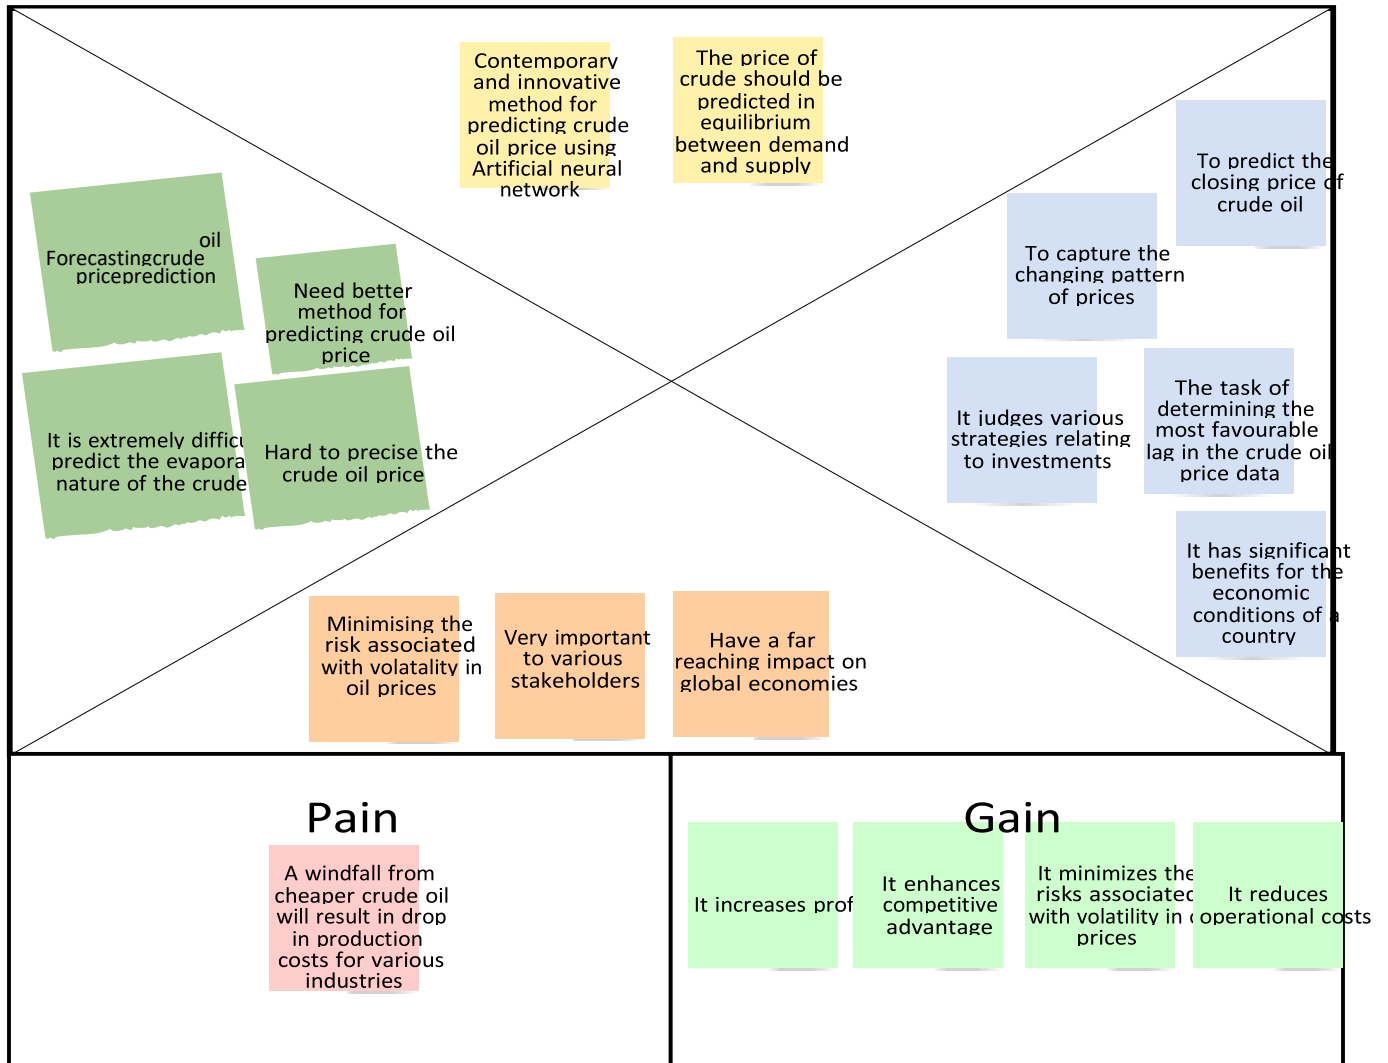 Contemporary
and innovative
method for
predicting crude
oil price using
Artificial neural
network
The price of
crude should be
predicted in
equilibrium
between demand
and supply
oil
Forecastingcrude
priceprediction
Need better
method for
predicting crude oil
price
It is extremely
predict the
nature of the crude
Hard to precise the
crude oil price
To predict the
closing price of
crude oil
To capture the
changing pattern
of prices
It judges various
strategies relating
to investments
The task of
determining the
most favourable
lag in the crude oil
price data
It has significant
benefits for the
economic
conditions of a
country
Minimising the
risk associated
with volatality in
oil prices
Very important
to various
stakeholders
Have a far
reaching impact on
global economies
Pain
A windfall from
cheaper crude oil
will result in drop
in production
costs for various
industries
Gain
It increases
It enhances
competitive
advantage
It minimizes the
risks associated
with volatility in
prices
It reduces
operational costs